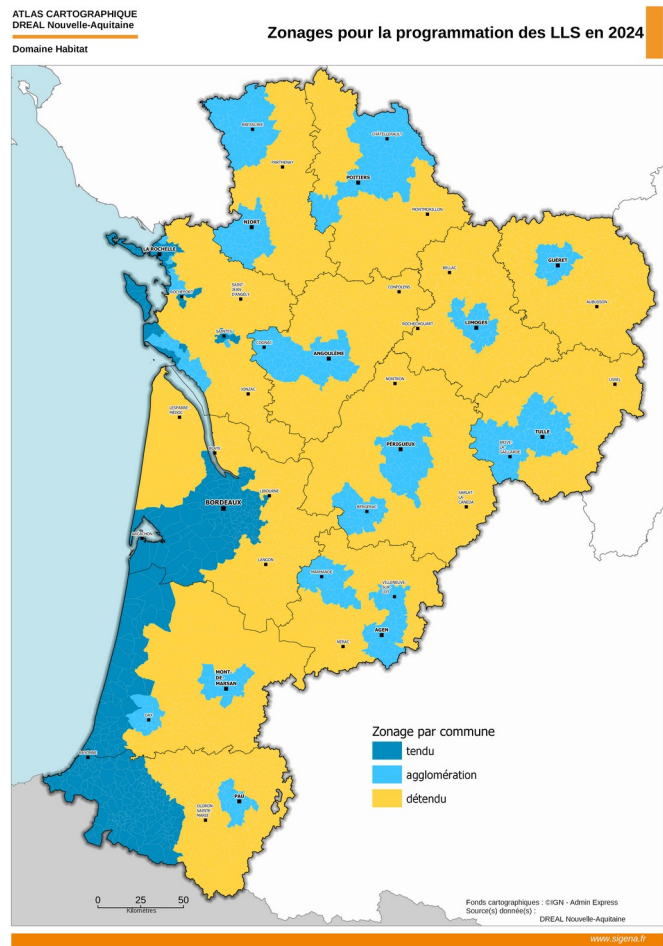 ATLAS CARTOGRAPHIQUE
DREAL Nouvelle-Aquitaine
Domaine Habitat
Zonages pour la programmation des LLS en 2024
BRESSUIRE
CHÂTELLERAULT
PARTHENAY
POITIERS
MONTMORILLON
NIORT
LA ROCHELLE
GUÉRET
BELLAC
SAINT
JEAN
D'ANGELY
CONFOLENS
ROCHEFORT
AUBUSSON
LIMOGES
ROCHECHOUART
SAINTES
COGNAC
ANGOULÊME
NONTRON
USSEL
JONZAC
LESPARRE
MEDOC
TULLE
BRIVE
LA
GAILLARDE
PÉRIGUEUX
BLAYE
LIBOURNE
SARLAT
LA
CANEDA
BORDEAUX
BERGERAC
ARCACHON
LANGON
MARMANDE
VILLENEUVE
SUR
LOT
AGEN
NERAC
MONT-
DE-
MARSAN
DAX
BAYONNE
PAU
OLORON
SAINTE
MARIE
Zonage par commune
tendu
agglomération
détendu
0 25 50
Kilomètres
Fonds cartographiques : ©IGN - Admin Express
Source(s) donnée(s) :
DREAL Nouvelle-Aquitaine
www.sigena.fr